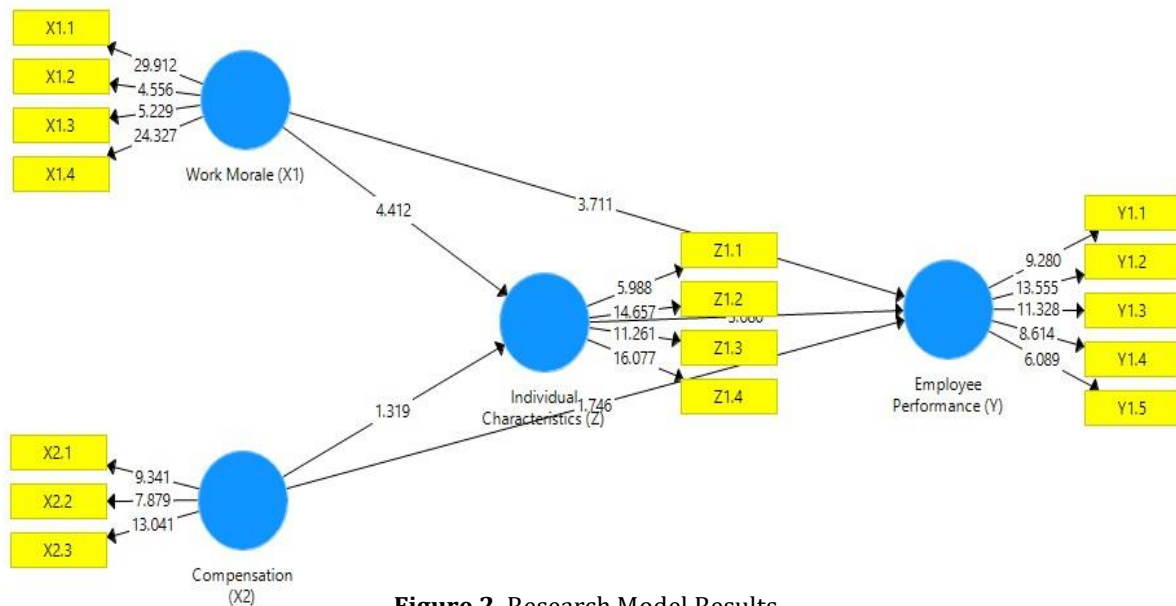 X1.1
X1.2
X1.3
X1.4
29.912
4.556
5.229
24.327
Work Morale (X1)
4.412
3.711
Z1.1
Z1.2
Z1.3
Z1.4
5.988
14.657
11.261
16.077
Individual
Characteristics (Z)
1.319
1.746
Y1.1
Y1.2
Y1.3
Y1.4
Y1.5
9.280
13.555
11.328
8.614
6.089
Employee
Performance (Y)
X2.1
X2.2
X2.3
9.341
7.879
13.041
Compensation
(X2)
Figure 2. Research Model Results